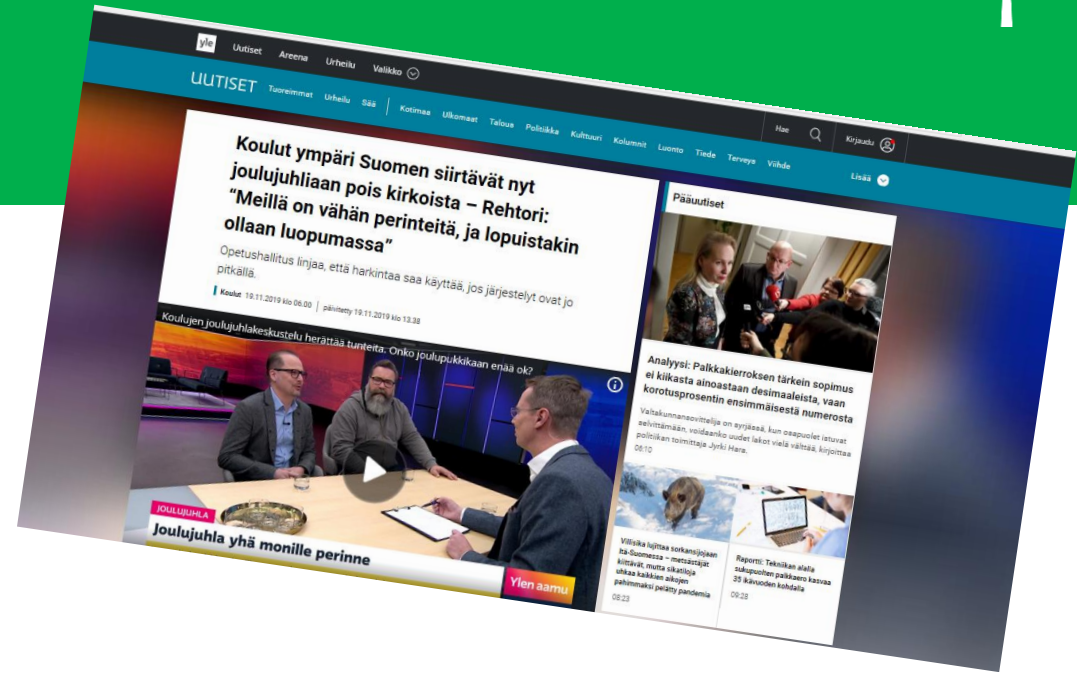 yle Uutiset Areena Urheilu Valikko
Hae Kirjaudu
UUTISET Tuoreimmat Urheilu Sää Kotimaa Ulkomaat Talous Politiikka Kulttuuri Kolumnit Luonto Tiede Terveys Viihde Lisää
Koulut ympäri Suomen siirtävät nyt
joulujuhliaan pois kirkoista – Rehtori:
“Meillä on vähän perinteitä, ja lopuistakin
ollaan luopumassa”
Opetushallitus linjaa, että harkintaa saa käyttää, jos järjestelyt ovat jo
pitkällä.
Koulut 19.11.2019 klo 06.00 päivitetty 19.11.2019 klo 13.38
Koulujen joulujuhlakeskustelu herättää tunteita. Onko joulupukkikaan enää ok?
JOULUJUHLA
Joulujuhla yhä monille perinne
Ylen aamu
Pääuutiset
Analyysi: Palkkakierroksen tärkein sopimus
ei kiikasta ainoastaan desimaaleista, vaan
korotusprosentin ensimmäisestä numerosta
Valtakunnansovittelija on syrjässä, kun osapuolet istuvat
selvittämään, voidaanko uudet lakot vielä välttää, kirjoittaa
politiikan toimittaja Jyrki Hara.
06:10
Villisika lujittaa sorkansijojaan
Itä-Suomessa – metsästäjät
kiittävät, mutta sikatiloja
uhkaa kaikkien aikojen
pahimmaksi pelätty pandemia
08:23
Raportti: Tekniikan alalla
sukupuolten palkkaero kasvaa
35 ikävuoden kohdalla
09:28